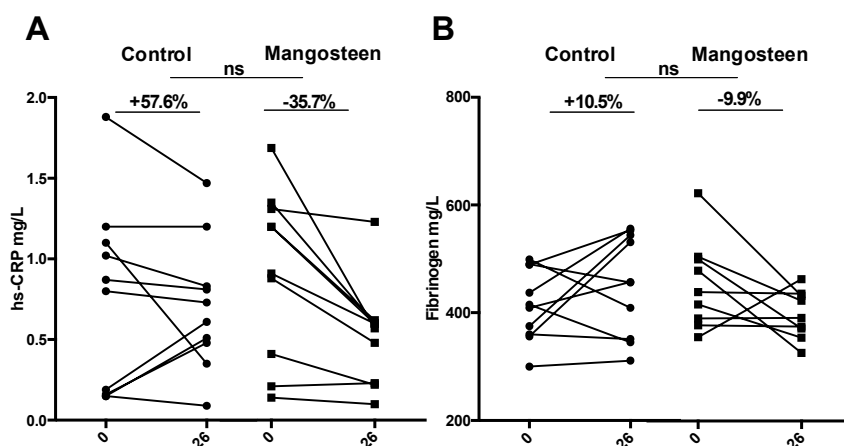 A
Control Mangosteen
ns
+57.6% -35.7%
hs-CRP mg/L
2.0
1.5
1.0
0.5
0.0
0 26 0 26
B
Control Mangosteen
ns
+10.5% -9.9%
Fibrinogen mg/L
800
600
400
200
0 26 0 26